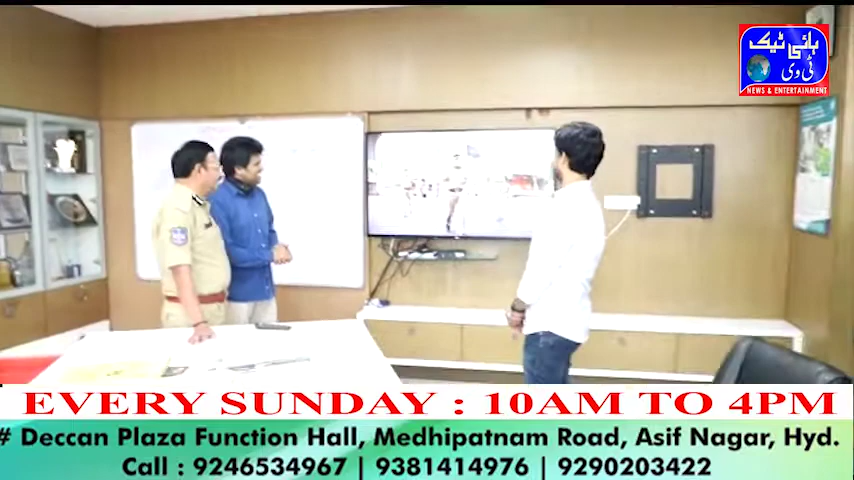 ہائی ٹیک
ٹی وی
NEWS & ENTERTAINMENT
EVERY SUNDAY : 10AM TO 4PM
# Deccan Plaza Function Hall, Medhipatnam Road, Asif Nagar, Hyd.
Call : 9246534967 | 9381414976 | 9290203422